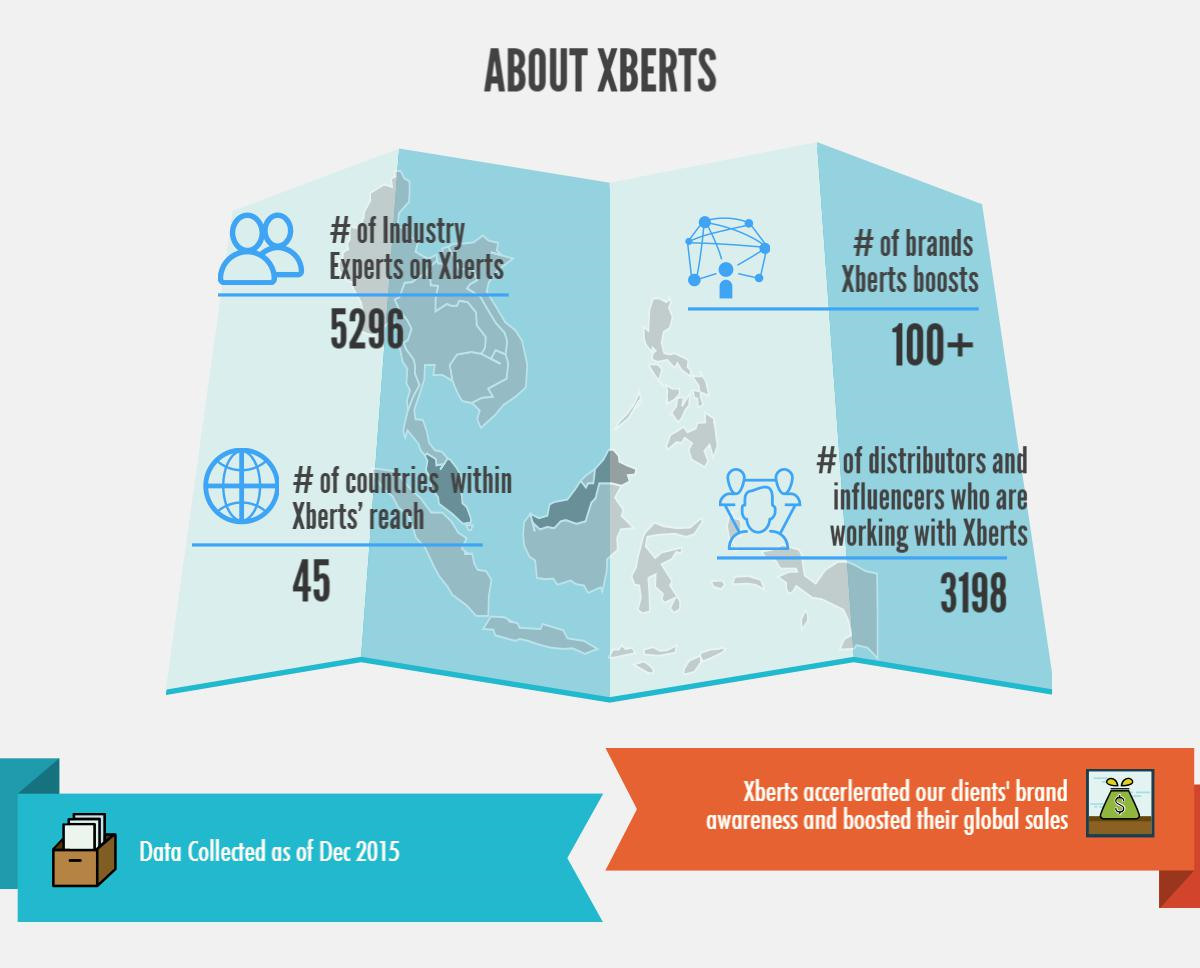 ABOUT XBERTS
# of Industry
Experts on Xberts
5296
# of brands
Xberts boosts
100+
# of countries within
Xberts' reach
45
# of distributors and
influencers who are
working with Xberts
3198
Data Collected as of Dec 2015
Xberts accerlerated our clients' brand
awareness and boosted their global sales
$